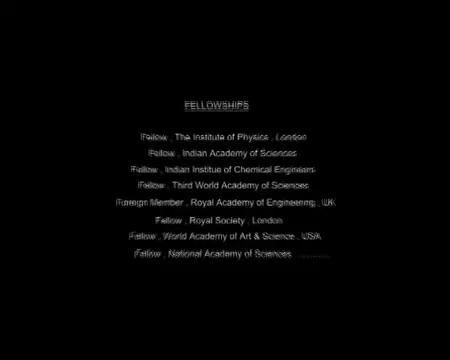 FELLOWSHIPS
Fellow , The Institute of Physics , London
Fellow , Indian Academy of Sciences
Fellow , Indian Institue of Chemical Engineers
Fellow , Third World Academy of Sciences
Foreign Member , Royal Academy of Engineering , UK
Fellow , Royal Society , London
Fellow , World Academy of Art & Science , USA
Fellow , National Academy of Sciences , ............